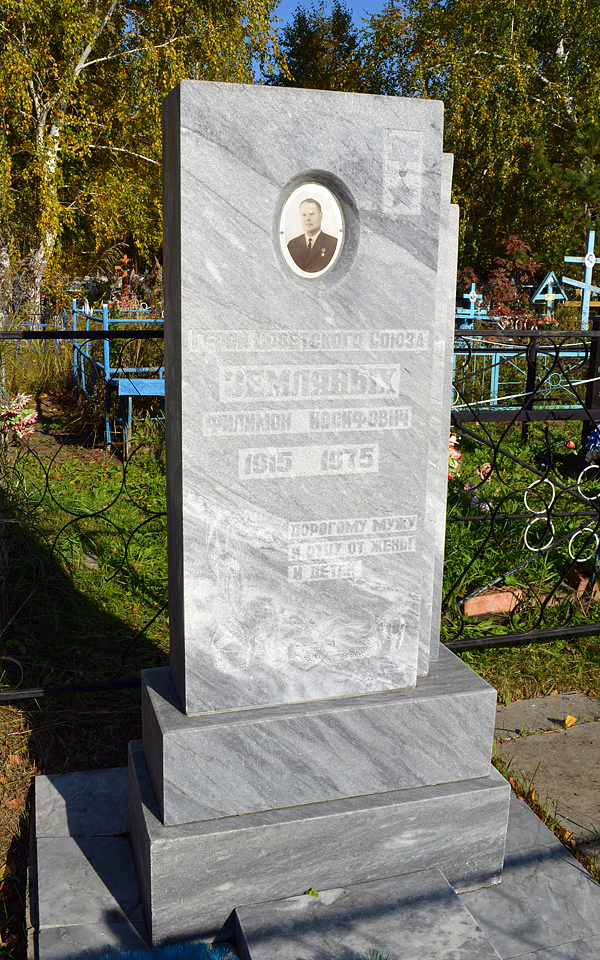 ГЕРОЙ СОВЕТСКОГО СОЮЗА
ЗЕМЛЯНЫХ
ФИЛИМОН ИОСИФОВИЧ
1915 1975
ДОРОГОМУ МУЖУ
И ОТЦУ ОТ ЖЕНЫ
И ДЕТЕЙ